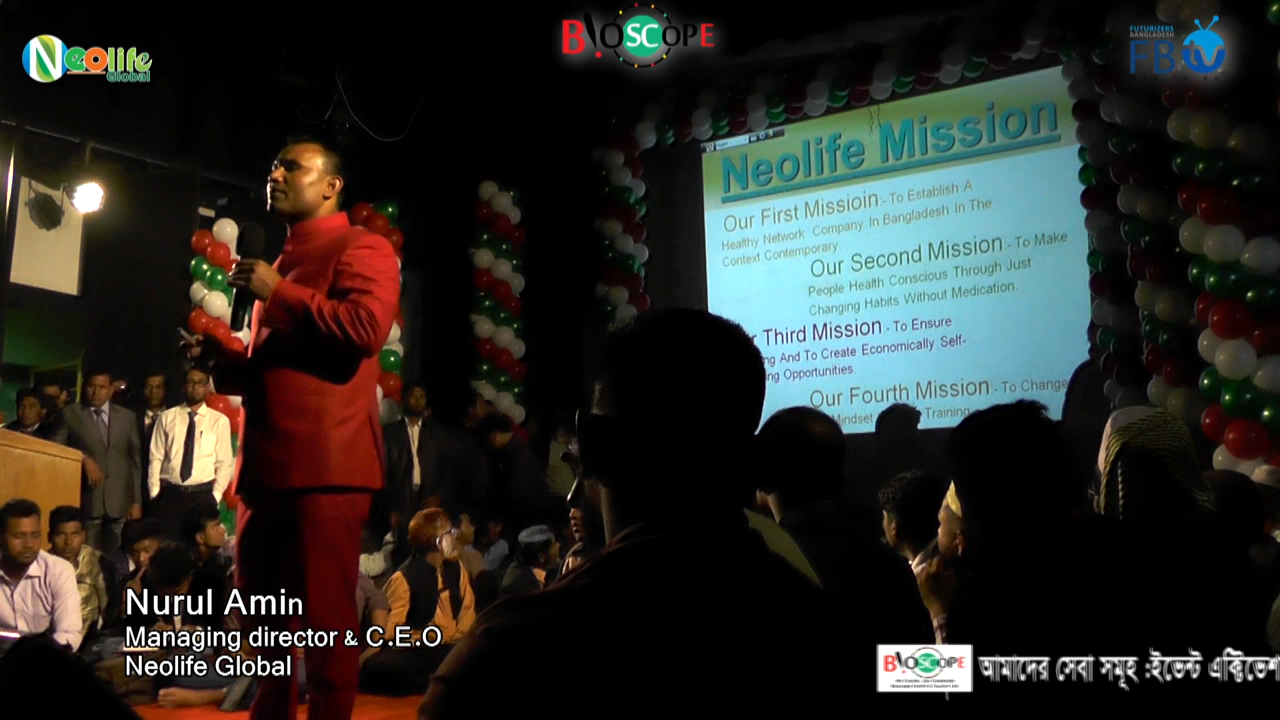 Neolife
Global
BIOSCOPE
FUTURIZERS
BANGLADESH
FB tv
Neolife Mission
Our First Missioin:- To Establish A
Healthy Network Company In Bangladesh In The
Context Contemporary.
Our Second Mission:- To Make
People Health Conscious Through Just
Changing Habits Without Medication.
Third Mission:- To Ensure
And To Create Economically Self-
Opportunities.
Our Fourth Mission:- To Change
Mindset Training
Nurul Amin
Managing director & C.E.O
Neolife Global
BIOSCOPE
আমাদের সেবা সমূহ :ইভেন্ট এক্টিভেশ